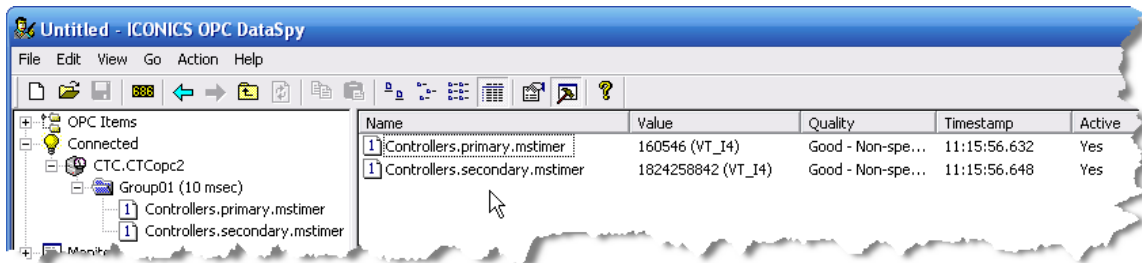 Untitled - ICONICS OPC DataSpy
File Edit View Go Action Help
OPC Items
Connected
CTC.CTCopc2
Group01 (10 msec)
Controllers.primary.mstimer
Controllers.secondary.mstimer
Name Value Quality Timestamp Active
Controllers.primary.mstimer 160546 (VT_I4) Good - Non-spe... 11:15:56.632 Yes
Controllers.secondary.mstimer 1824258842 (VT_I4) Good - Non-spe... 11:15:56.648 Yes